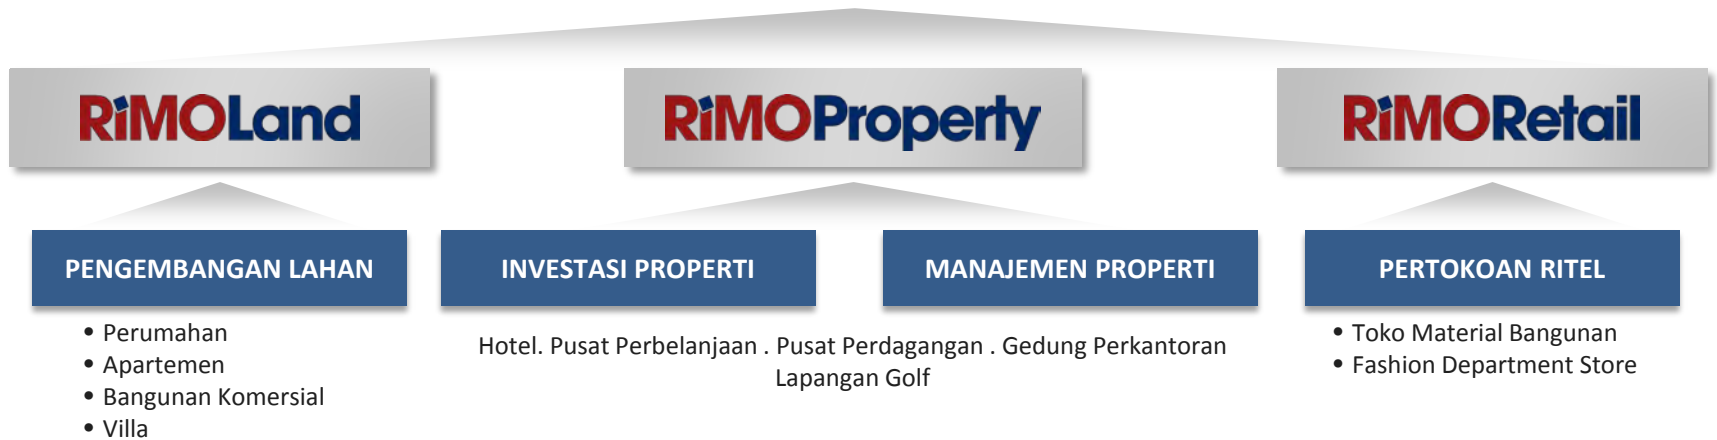 RiMOLand
RiMOProperty
RiMORetail
PENGEMBANGAN LAHAN
INVESTASI PROPERTI
MANAJEMEN PROPERTI
PERTOKOAN RITEL
• Perumahan
• Apartemen
• Bangunan Komersial
• Villa
Hotel. Pusat Perbelanjaan . Pusat Perdagangan . Gedung Perkantoran
Lapangan Golf
• Toko Material Bangunan
• Fashion Department Store